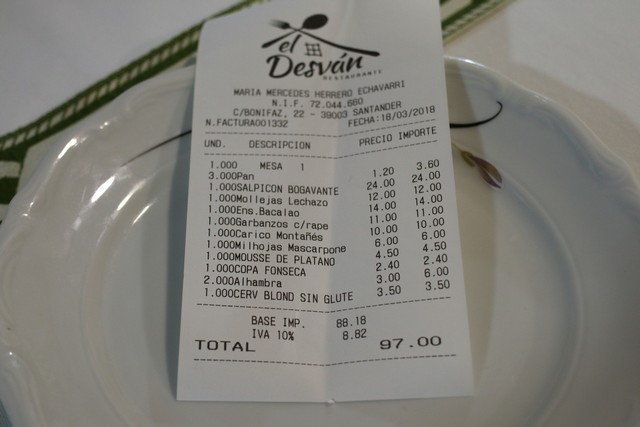 el
Desván
RESTAURANTE
MARIA MERCEDES HERRERO ECHAVARRI
N.I.F. 72.044.660
C/BONIFAZ, 22 - 39003 SANTANDER
N.FACTURA001332 FECHA:18/03/2018
UND. DESCRIPCION PRECIO IMPORTE
1.000 MESA 1
3.000Pan 1.20 3.60
1.000SALPICON BOGAVANTE 24.00 24.00
1.000Mollejas Lechazo 12.00 12.00
1.000Ens.Bacalao 14.00 14.00
1.000Garbanzos c/rape 11.00 11.00
1.000Carico Montañés 10.00 10.00
1.000Milhojas Mascarpone 6.00 6.00
1.000MOUSSE DE PLATANO 4.50 4.50
1.000COPA FONSECA 2.40 2.40
2.000Alhambra 3.00 6.00
1.000CERV BLOND SIN GLUTE 3.50 3.50
BASE IMP. 88.18
IVA 10% 8.82
TOTAL 97.00